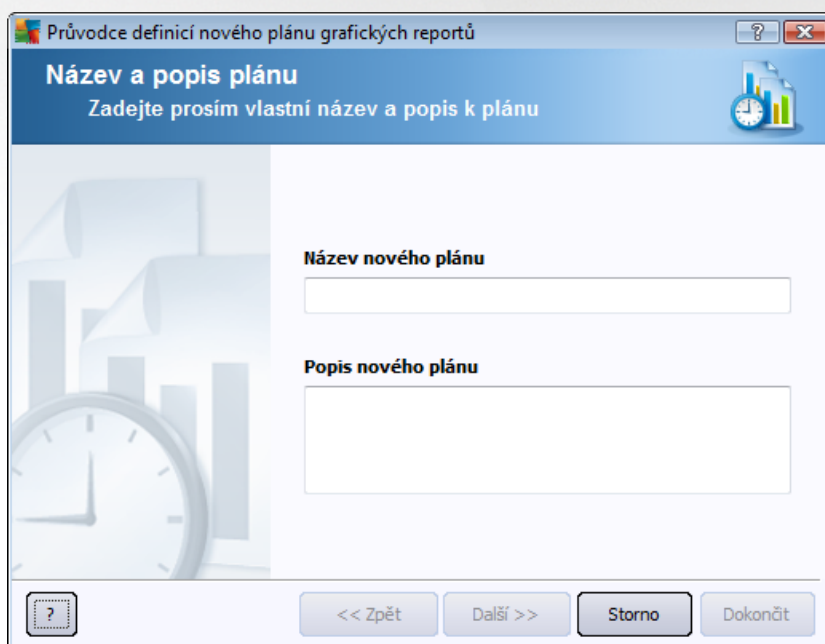 Průvodce definicí nového plánu grafických reportů
Název a popis plánu
Zadejte prosím vlastní název a popis k plánu
Název nového plánu
Popis nového plánu
? << Zpět Další >> Storno Dokončit